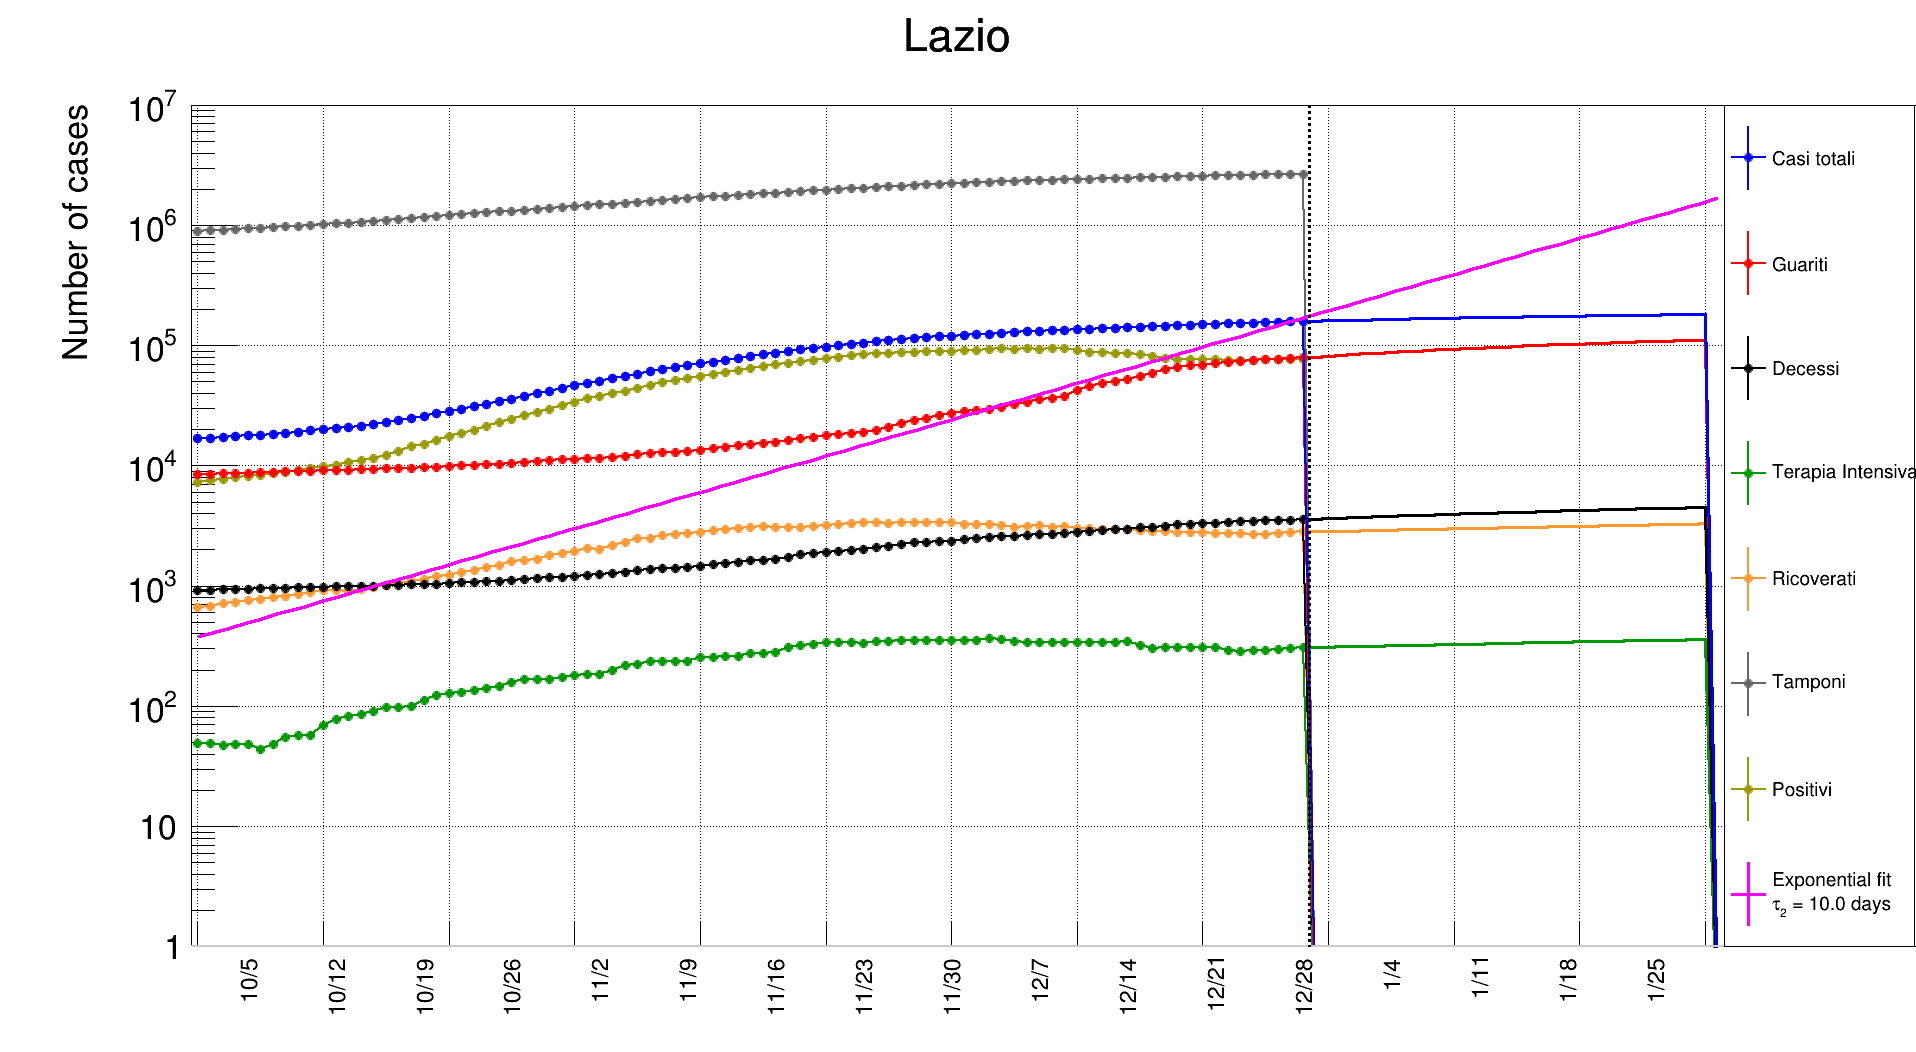 Lazio
Number of cases
10^7
10^6
10^5
10^4
10^3
10^2
10
1
10/5
10/12
10/19
10/26
11/2
11/9
11/16
11/23
11/30
12/7
12/14
12/21
12/28
1/4
1/11
1/18
1/25
Casi totali
Guariti
Decessi
Terapia Intensiva
Ricoverati
Tamponi
Positivi
Exponential fit
τ₂ = 10.0 days